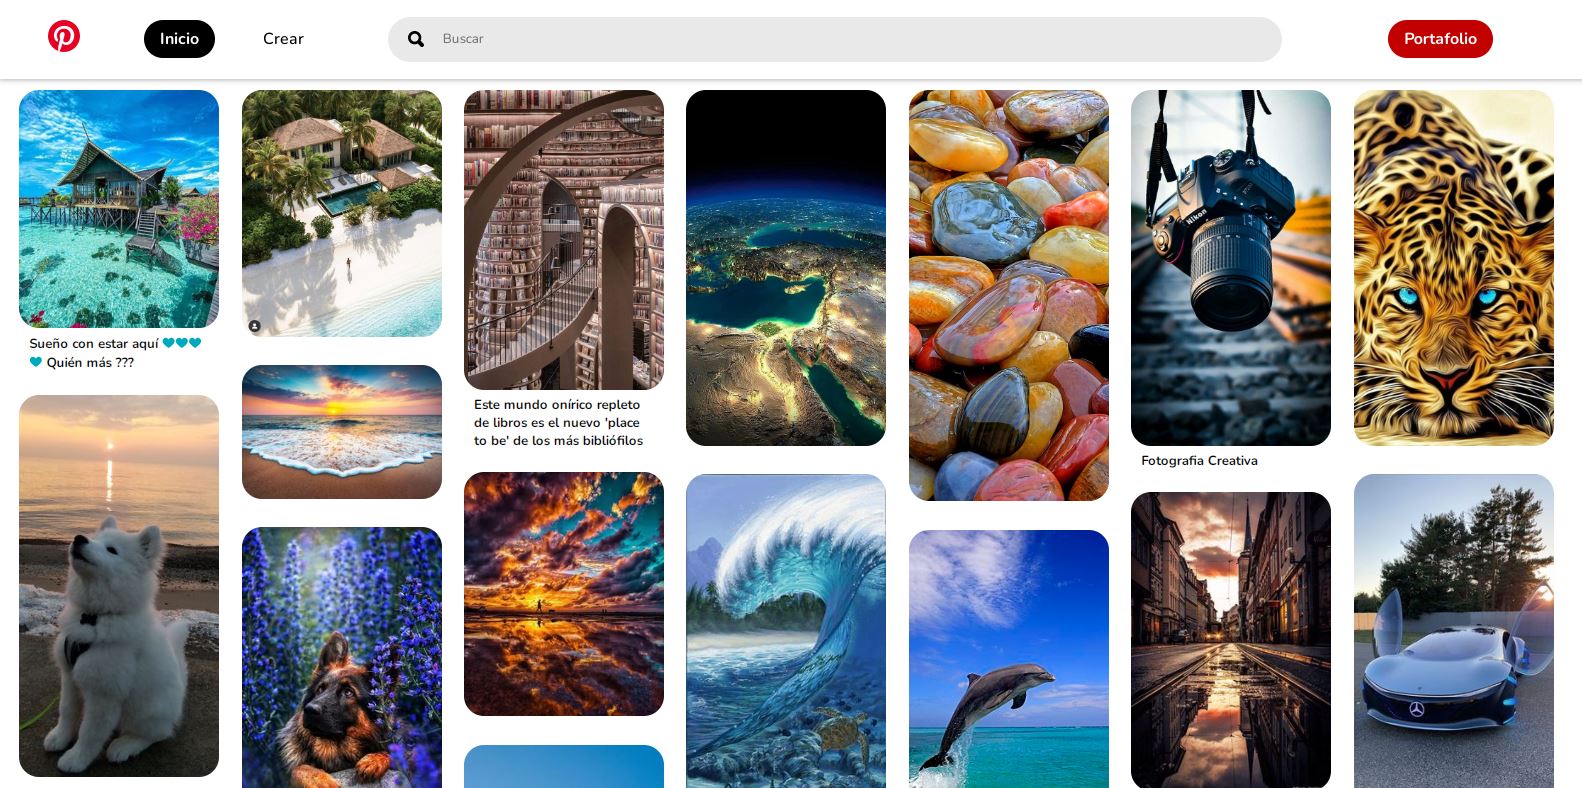 Inicio
Crear
Buscar
Portafolio
Sueño con estar aquí 🩵🩵🩵
🩵 Quién más ???
Este mundo onírico repleto
de libros es el nuevo 'place
to be' de los más bibliófilos
Nikon
Fotografia Creativa